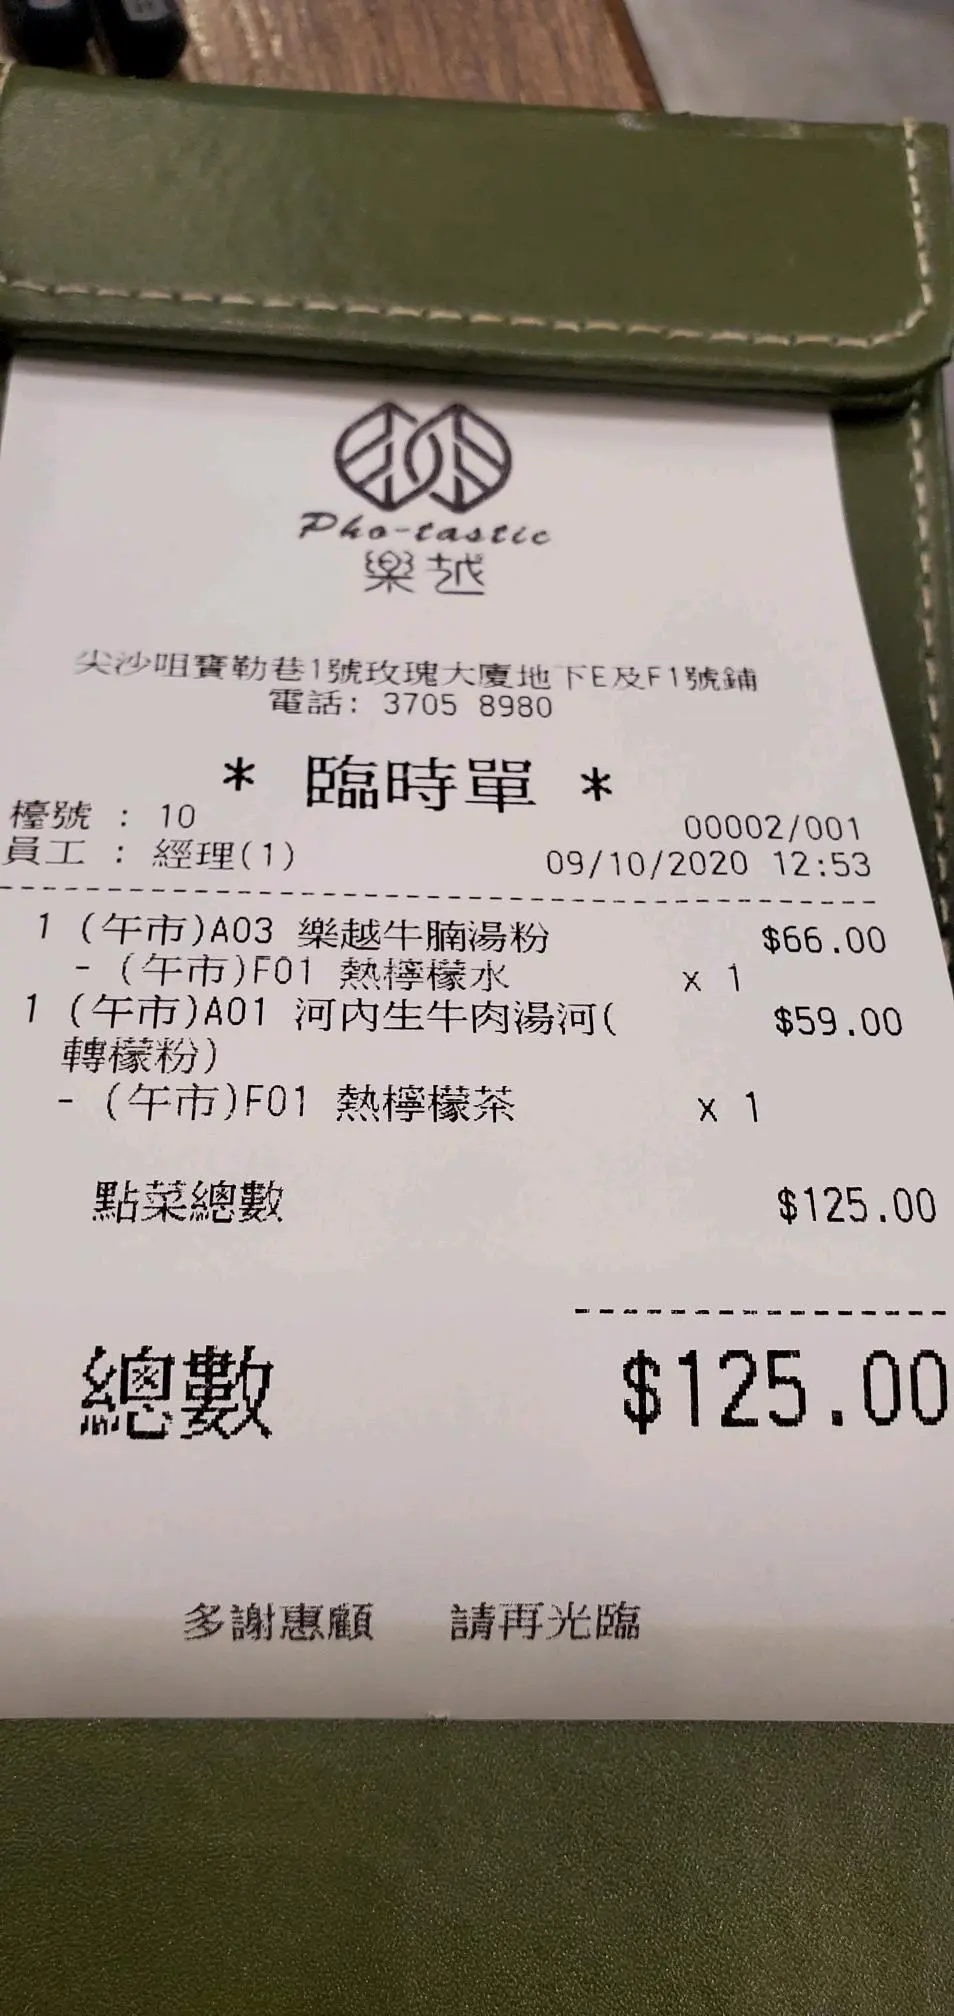 Pho-tastic
樂越
尖沙咀寶勒巷1號玫瑰大廈地下E及F1號鋪
電話: 3705 8980
* 臨時單 *
檯號 : 10
00002/001
員工 : 經理(1)
09/10/2020 12:53
1 (午市)A03 樂越牛腩湯粉 $66.00
- (午市)F01 熱檸檬水 x 1
1 (午市)A01 河內生牛肉湯河( $59.00
轉檬粉)
- (午市)F01 熱檸檬茶 x 1
點菜總數 $125.00
總數 $125.00
多謝惠顧 請再光臨